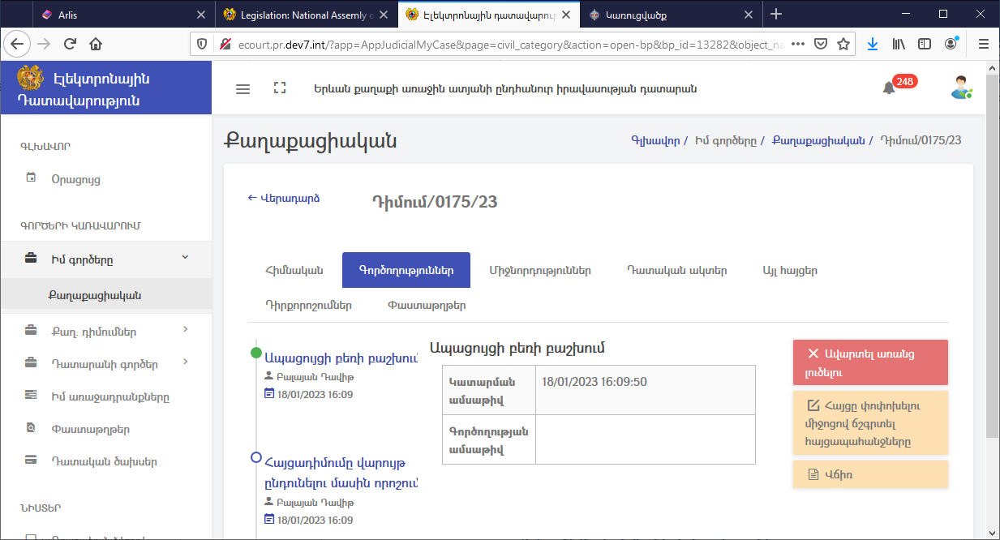 Arlis
Legislation: National Assemly o
Էլեկտրոնային դատավարութ
Կառուցվածք
ecourt.pr.dev7.int/?app=AppJudicialMyCase&page=civil_category&action=open-bp&bp_id=13282&object_na
Էլեկտրոնային
Դատավարություն
Երևան քաղաքի առաջին ատյանի ընդհանուր իրավասության դատարան
248
ԳԼԽԱՎՈՐ
Օրացույց
ԳՈՐԾԵՐԻ ԿԱՌԱՎԱՐՈՒՄ
Իմ գործերը
Քաղաքացիական
Քաղ. դիմումներ
Դատարանի գործեր
Իմ առաջադրանքները
Փաստաթղթեր
Դատական ծախսեր
ՆԻՍՏԵՐ
Քաղաքացիական
Գլխավոր / Իմ գործերը / Քաղաքացիական / Դիմում/0175/23
← Վերադարձ
Դիմում/0175/23
Հիմնական
Գործողություններ
Միջնորդություններ
Դատական ակտեր
Այլ հայցեր
Դիրքորոշումներ
Փաստաթղթեր
Ապացույցի բեռի բաշխում
Բալայան Դավիթ
18/01/2023 16:09
Հայցադիմումը վարույթ
ընդունելու մասին որոշում
Բալայան Դավիթ
18/01/2023 16:09
Ապացույցի բեռի բաշխում
Կատարման
ամսաթիվ
18/01/2023 16:09:50
Գործողության
ամսաթիվ
Ավարտել առանց
լուծելու
Հայցը փոփոխելու
միջոցով ճշգրտել
հայցապահանջները
Վճիռ